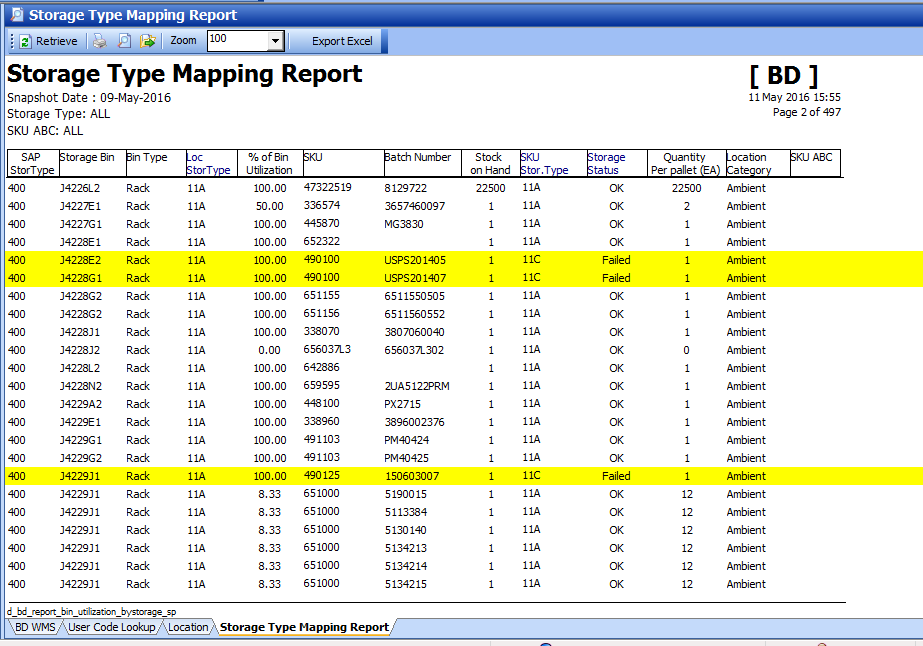 Storage Type Mapping Report
Retrieve Zoom 100 Export Excel
Storage Type Mapping Report [ BD ]
Snapshot Date : 09-May-2016 11 May 2016 15:55
Storage Type: ALL Page 2 of 497
SKU ABC: ALL
SAP Storage Bin Bin Type Loc % of Bin SKU Batch Number Stock SKU Storage Quantity Location SKU ABC
StorType StorType Utilization on Hand Stor.Type Status Per pallet (EA) Category
400 J4226L2 Rack 11A 100.00 47322519 8129722 22500 11A OK 22500 Ambient
400 J4227E1 Rack 11A 50.00 336574 3657460097 1 11A OK 2 Ambient
400 J4227G1 Rack 11A 100.00 445870 MG3830 1 11A OK 1 Ambient
400 J4228E1 Rack 11A 100.00 652322 1 11A OK 1 Ambient
400 J4228E2 Rack 11A 100.00 490100 USPS201405 1 11C Failed 1 Ambient
400 J4228G1 Rack 11A 100.00 490100 USPS201407 1 11C Failed 1 Ambient
400 J4228G2 Rack 11A 100.00 651155 6511550505 1 11A OK 1 Ambient
400 J4228G2 Rack 11A 100.00 651156 6511560552 1 11A OK 1 Ambient
400 J4228J1 Rack 11A 100.00 338070 3807060040 1 11A OK 1 Ambient
400 J4228J2 Rack 11A 0.00 656037L3 656037L302 1 11A OK 0 Ambient
400 J4228L2 Rack 11A 100.00 642886 1 11A OK 1 Ambient
400 J4228N2 Rack 11A 100.00 659595 2UA5122PRM 1 11A OK 1 Ambient
400 J4229A2 Rack 11A 100.00 448100 PX2715 1 11A OK 1 Ambient
400 J4229E1 Rack 11A 100.00 338960 3896002376 1 11A OK 1 Ambient
400 J4229G1 Rack 11A 100.00 491103 PM40424 1 11A OK 1 Ambient
400 J4229G2 Rack 11A 100.00 491103 PM40425 1 11A OK 1 Ambient
400 J4229J1 Rack 11A 100.00 490125 150603007 1 11C Failed 1 Ambient
400 J4229J1 Rack 11A 8.33 651000 5190015 1 11A OK 12 Ambient
400 J4229J1 Rack 11A 8.33 651000 5113384 1 11A OK 12 Ambient
400 J4229J1 Rack 11A 8.33 651000 5130140 1 11A OK 12 Ambient
400 J4229J1 Rack 11A 8.33 651000 5134213 1 11A OK 12 Ambient
400 J4229J1 Rack 11A 8.33 651000 5134214 1 11A OK 12 Ambient
400 J4229J1 Rack 11A 8.33 651000 5134215 1 11A OK 12 Ambient
d_bd_report_bin_utilization_bystorage_sp
BD WMS User Code Lookup Location Storage Type Mapping Report